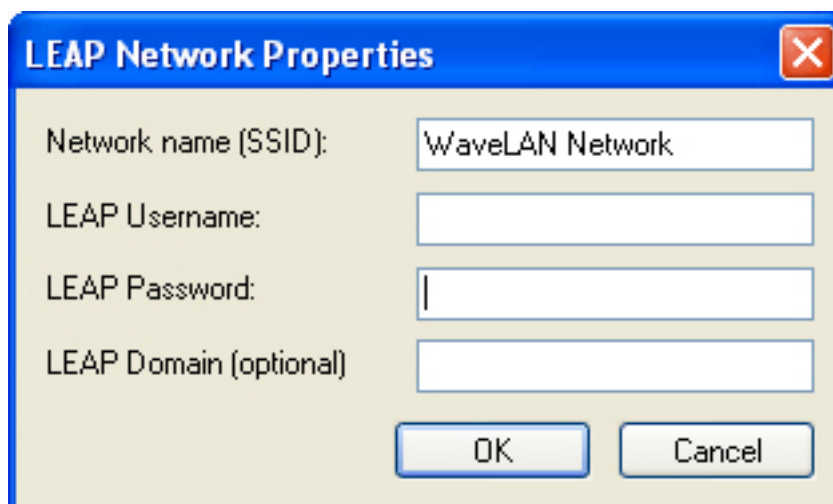 LEAP Network Properties
Network name (SSID): WaveLAN Network
LEAP Username:
LEAP Password:
LEAP Domain (optional)
OK Cancel